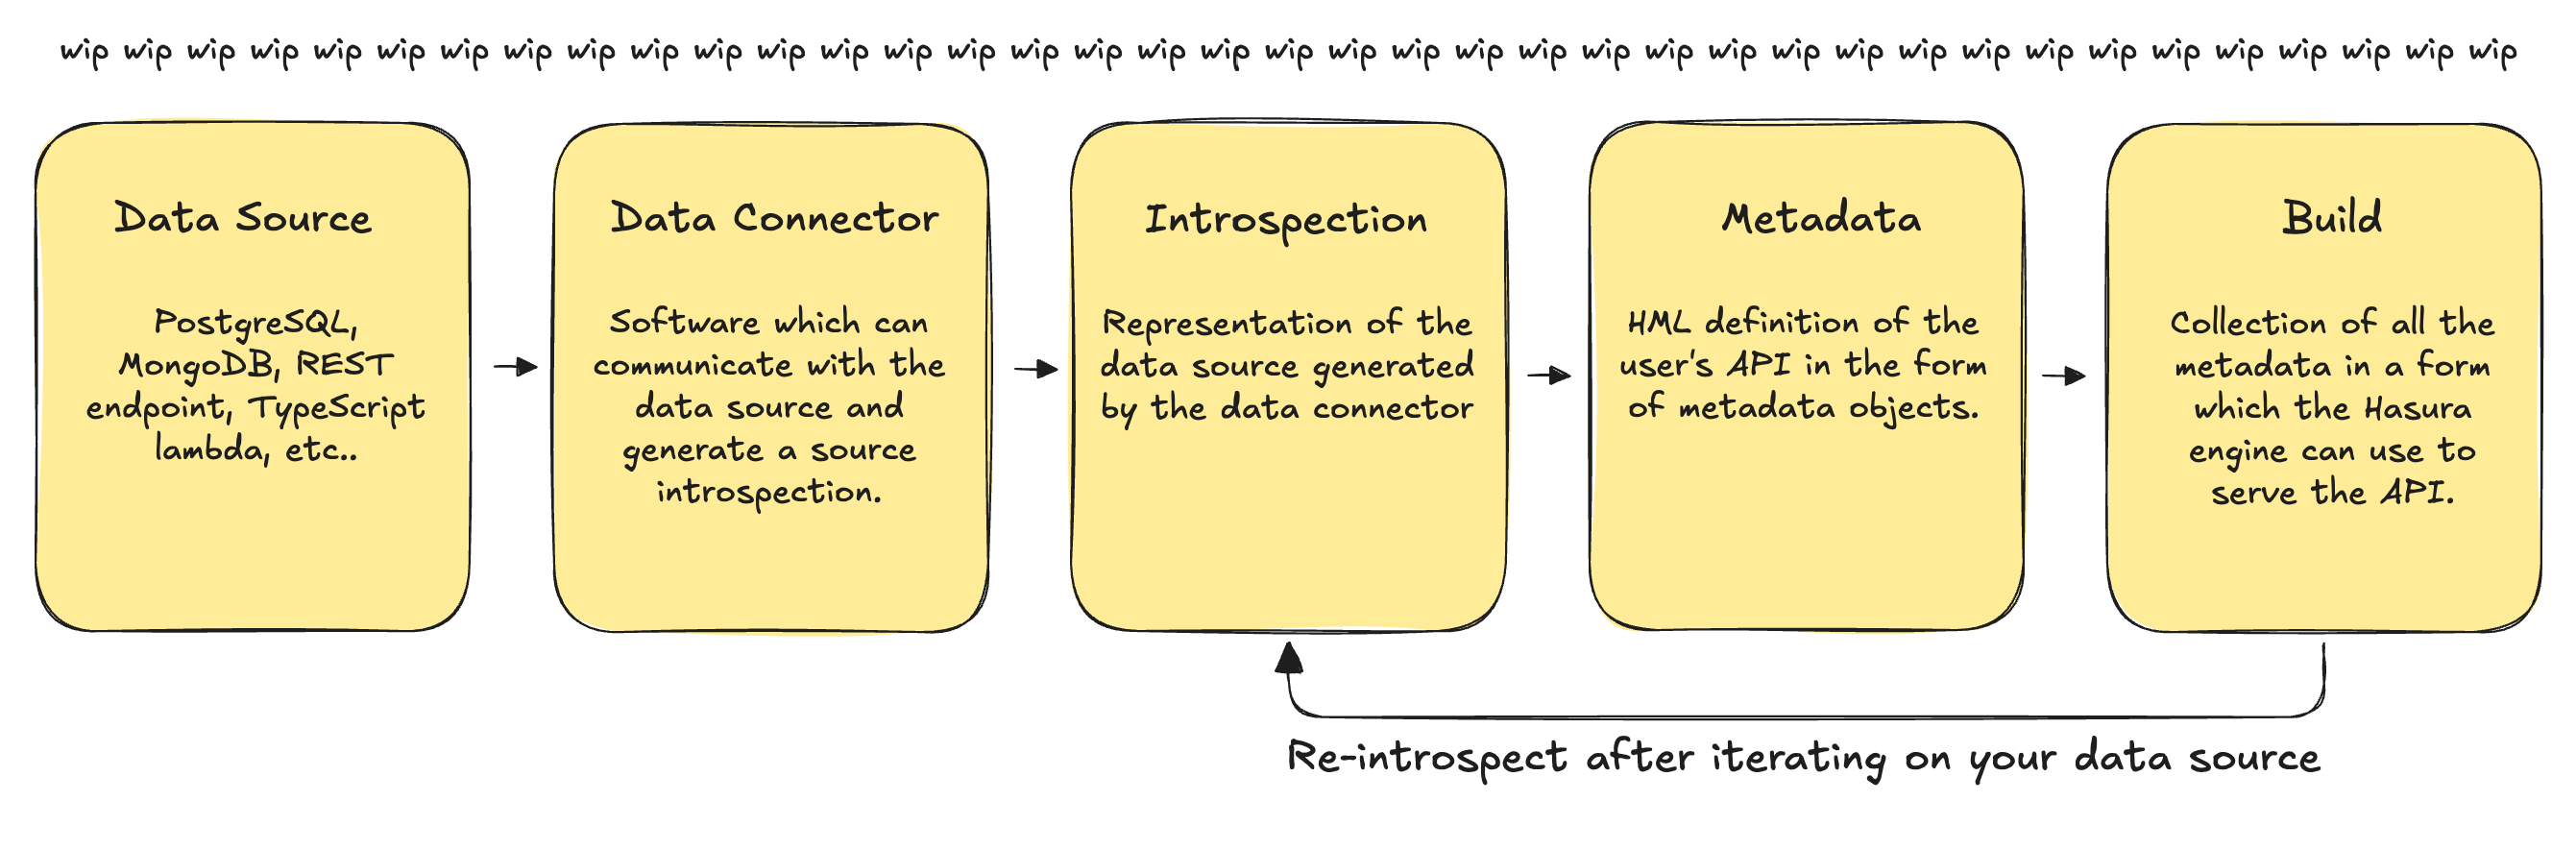 wip wip wip wip wip wip wip wip wip wip wip wip wip wip wip wip wip wip wip wip wip wip wip wip wip wip wip wip wip wip wip wip wip wip wip wip wip wip wip
Data Source
PostgreSQL,
MongoDB, REST
endpoint, TypeScript
lambda, etc..
Data Connector
Software which can
communicate with the
data source and
generate a source
introspection.
Introspection
Representation of the
data source generated
by the data connector
Metadata
HML definition of the
user's API in the form
of metadata objects.
Build
Collection of all the
metadata in a form
which the Hasura
engine can use to
serve the API.
Re-introspect after iterating on your data source